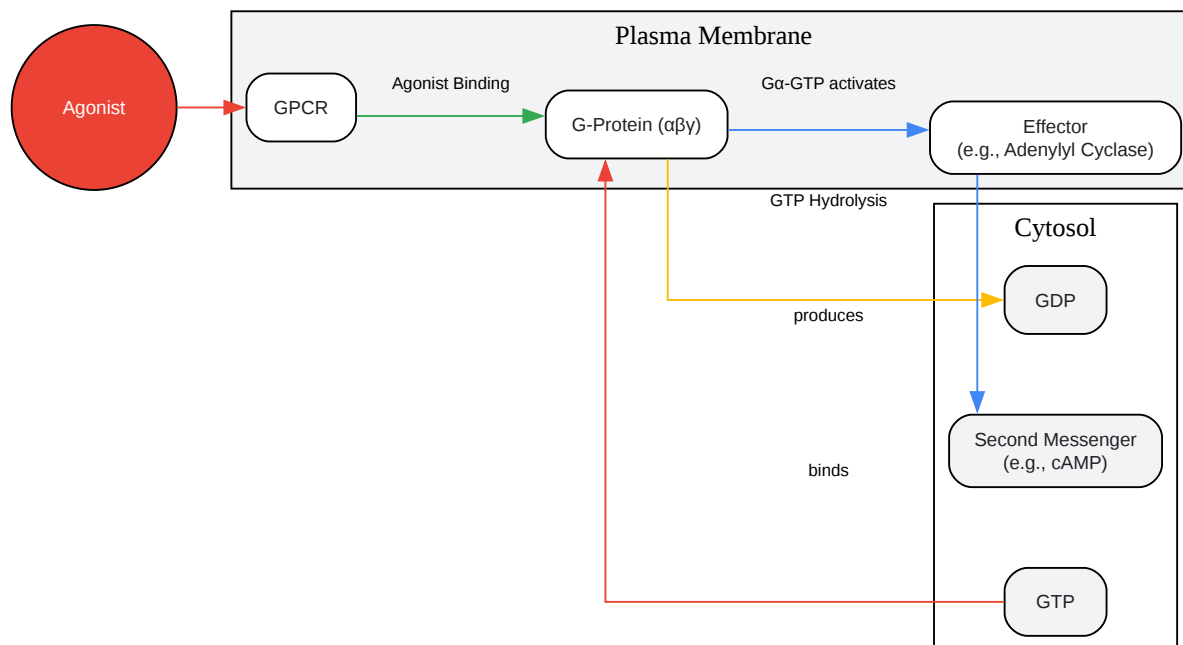 Plasma Membrane
Agonist
GPCR
Agonist Binding
G-Protein (αβγ)
Gα-GTP activates
Effector
(e.g., Adenylyl Cyclase)
GTP Hydrolysis
Cytosol
GDP
produces
Second Messenger
(e.g., cAMP)
binds
GTP